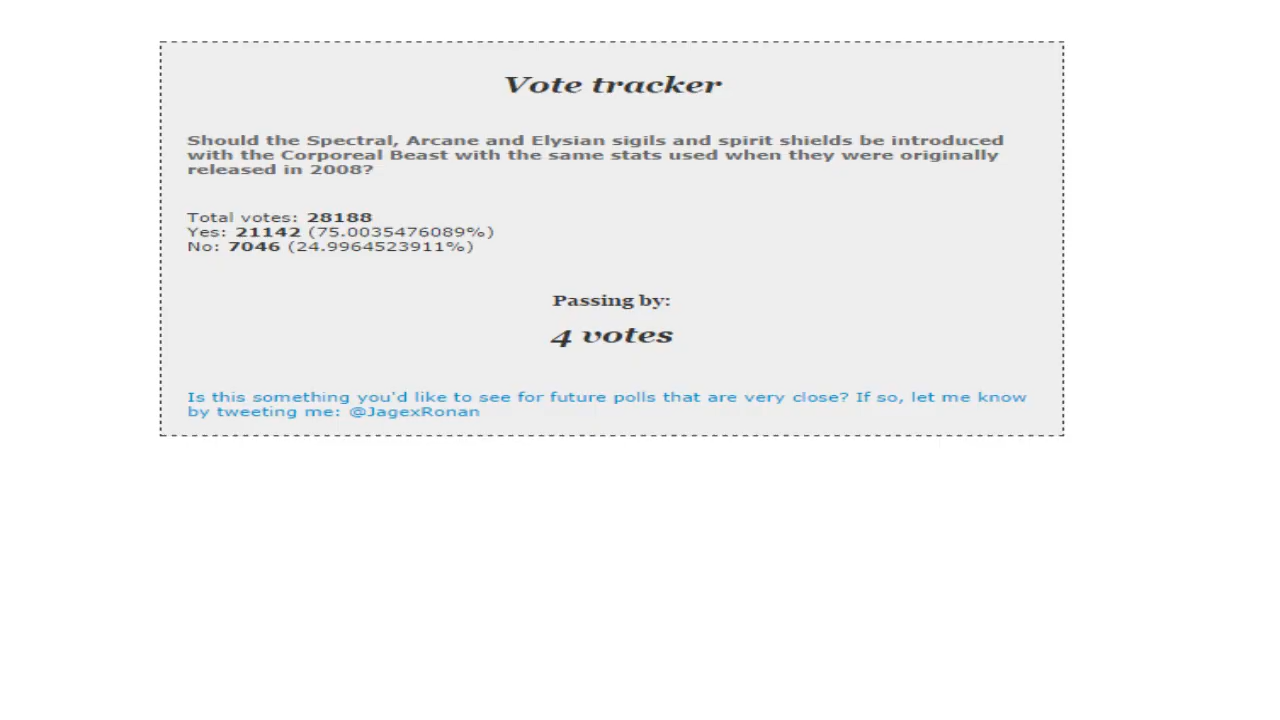 Vote tracker
Should the Spectral, Arcane and Elysian sigils and spirit shields be introduced
with the Corporeal Beast with the same stats used when they were originally
released in 2008?
Total votes: 28188
Yes: 21142 (75.0035476089%)
No: 7046 (24.9964523911%)
Passing by:
4 votes
Is this something you'd like to see for future polls that are very close? If so, let me know
by tweeting me: @JagexRonan